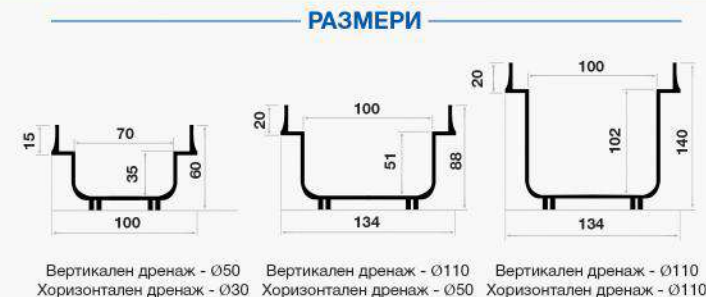 РАЗМЕРИ
15
70
35
60
100
20
100
51
88
134
20
100
102
140
134
Вертикален дренаж - Ø50
Хоризонтален дренаж - Ø30
Вертикален дренаж - Ø110
Хоризонтален дренаж - Ø50
Вертикален дренаж - Ø110
Хоризонтален дренаж - Ø110